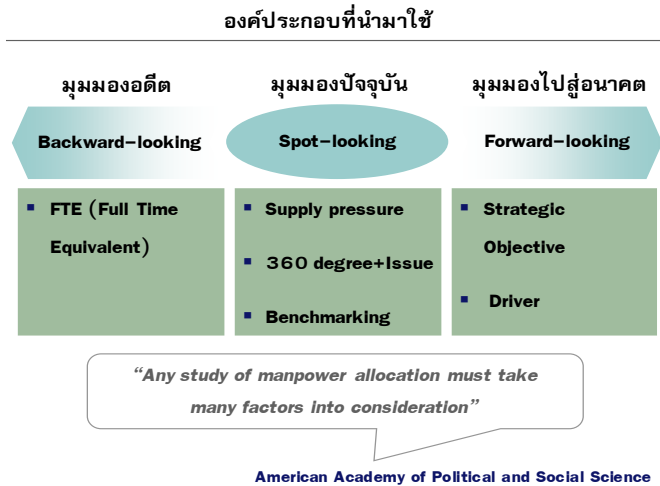 องค์ประกอบที่นำมาใช้
มุมมองอดีต
มุมมองปัจจุบัน
มุมมองไปสู่อนาคต
Backward-looking
Spot-looking
Forward-looking
▪ FTE (Full Time
Equivalent)
▪ Supply pressure
▪ 360 degree+Issue
▪ Benchmarking
▪ Strategic
Objective
▪ Driver
“Any study of manpower allocation must take
many factors into consideration”
American Academy of Political and Social Science